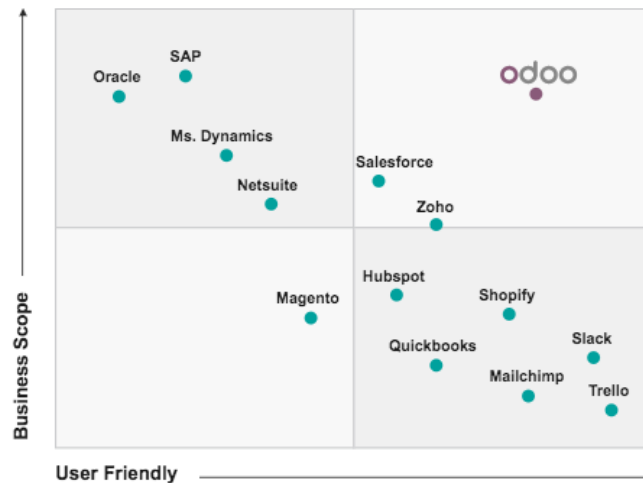 SAP
Oracle
odoo
Ms. Dynamics
Salesforce
Netsuite
Zoho
Hubspot
Magento
Shopify
Quickbooks
Slack
Mailchimp
Trello
Business Scope
User Friendly